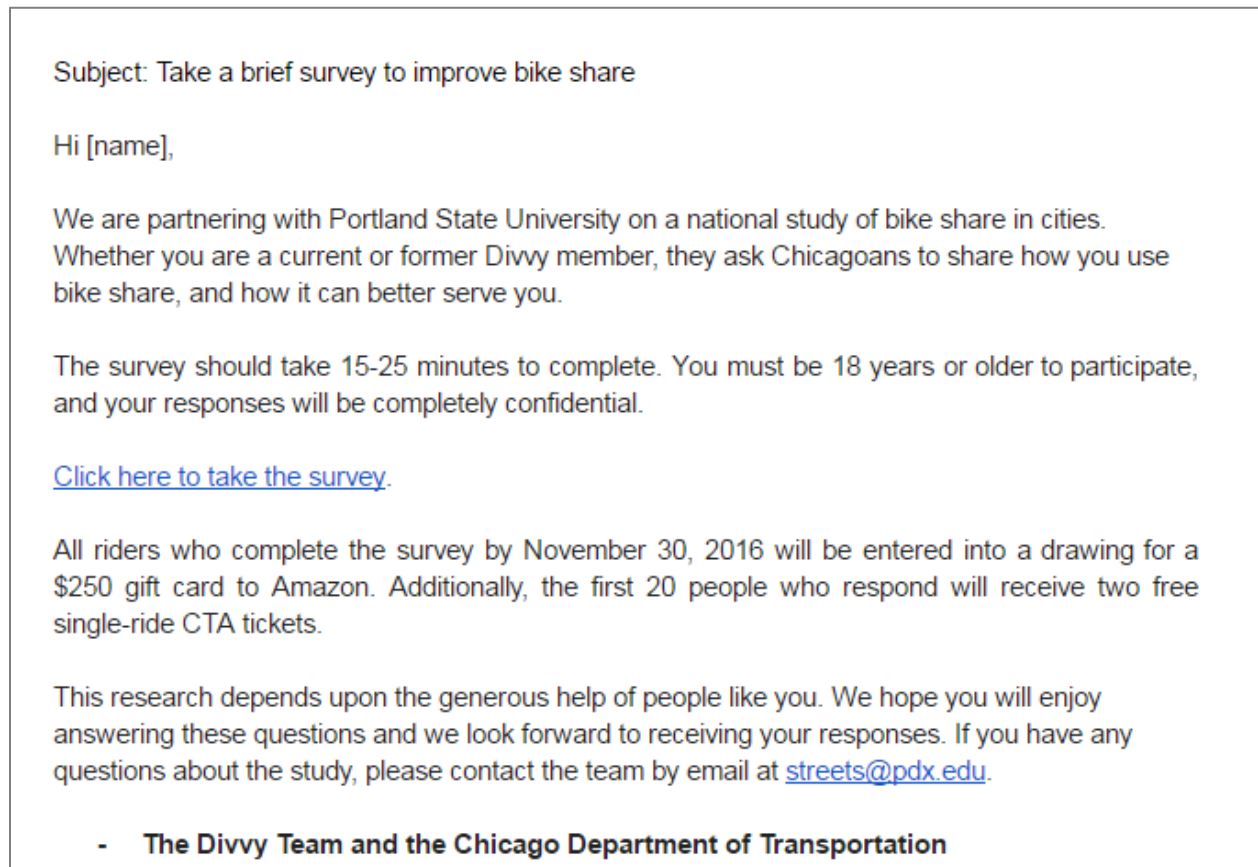 Subject: Take a brief survey to improve bike share
Hi [name],
We are partnering with Portland State University on a national study of bike share in cities.
Whether you are a current or former Divvy member, they ask Chicagoans to share how you use
bike share, and how it can better serve you.
The survey should take 15-25 minutes to complete. You must be 18 years or older to participate,
and your responses will be completely confidential.
Click here to take the survey.
All riders who complete the survey by November 30, 2016 will be entered into a drawing for a
$250 gift card to Amazon. Additionally, the first 20 people who respond will receive two free
single-ride CTA tickets.
This research depends upon the generous help of people like you. We hope you will enjoy
answering these questions and we look forward to receiving your responses. If you have any
questions about the study, please contact the team by email at streets@pdx.edu.
- The Divvy Team and the Chicago Department of Transportation